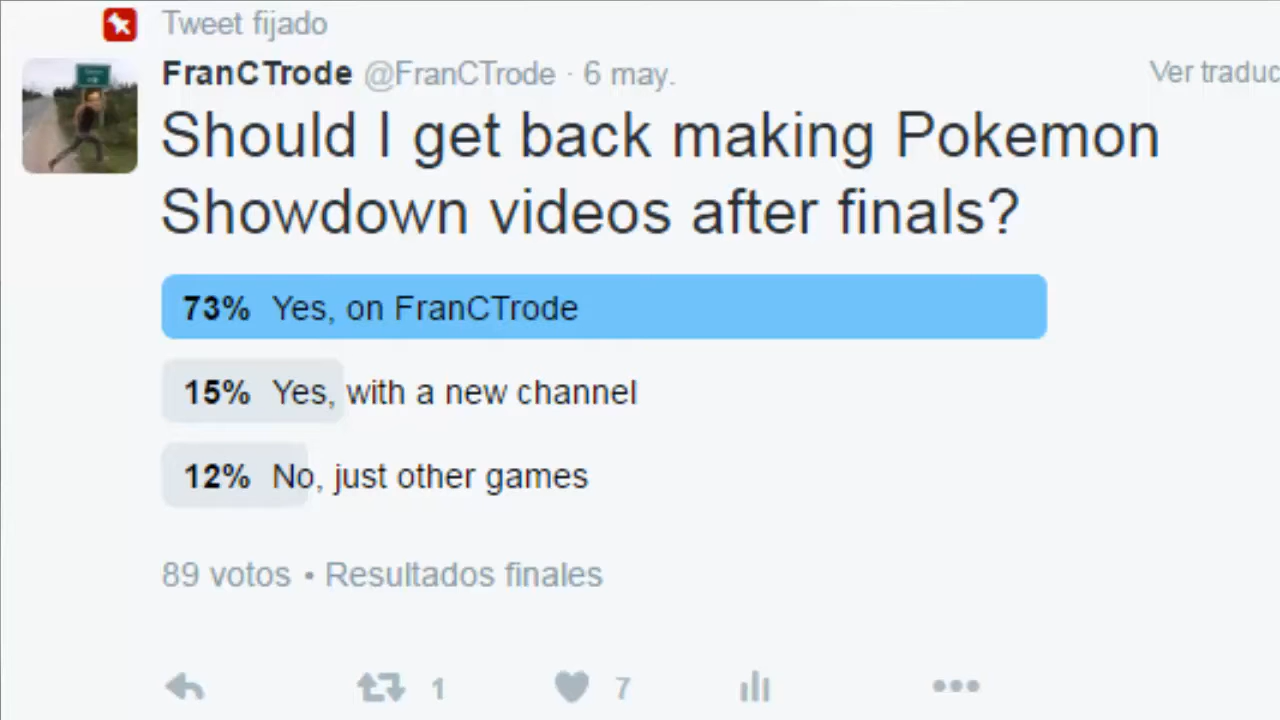 Tweet fijado
FranCTrode @FranCTrode · 6 may.
Ver traduc
Should I get back making Pokemon
Showdown videos after finals?
73% Yes, on FranCTrode
15% Yes, with a new channel
12% No, just other games
89 votos • Resultados finales
1 7